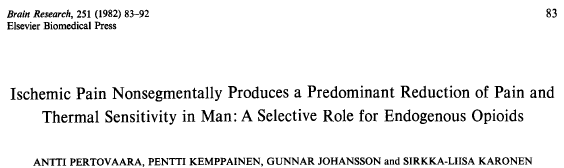 Brain Research, 251 (1982) 83–92
83
Elsevier Biomedical Press
Ischemic Pain Nonsegmentally Produces a Predominant Reduction of Pain and
Thermal Sensitivity in Man: A Selective Role for Endogenous Opioids
ANTTI PERTOVAARA, PENTTI KEMPPAINEN, GUNNAR JOHANSSON and SIRKKA-LIISA KARONEN